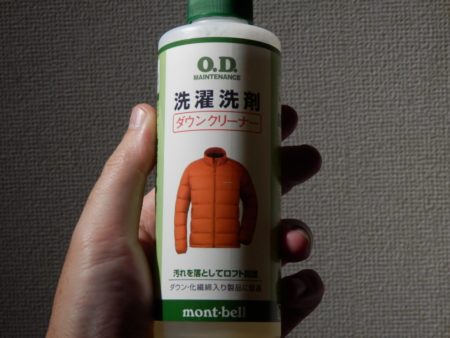 O.D.
MAINTENANCE
洗濯洗剤
ダウンクリーナー
汚れを落としてロフト回復
ダウン・化繊綿入り製品に最適
mont-bell